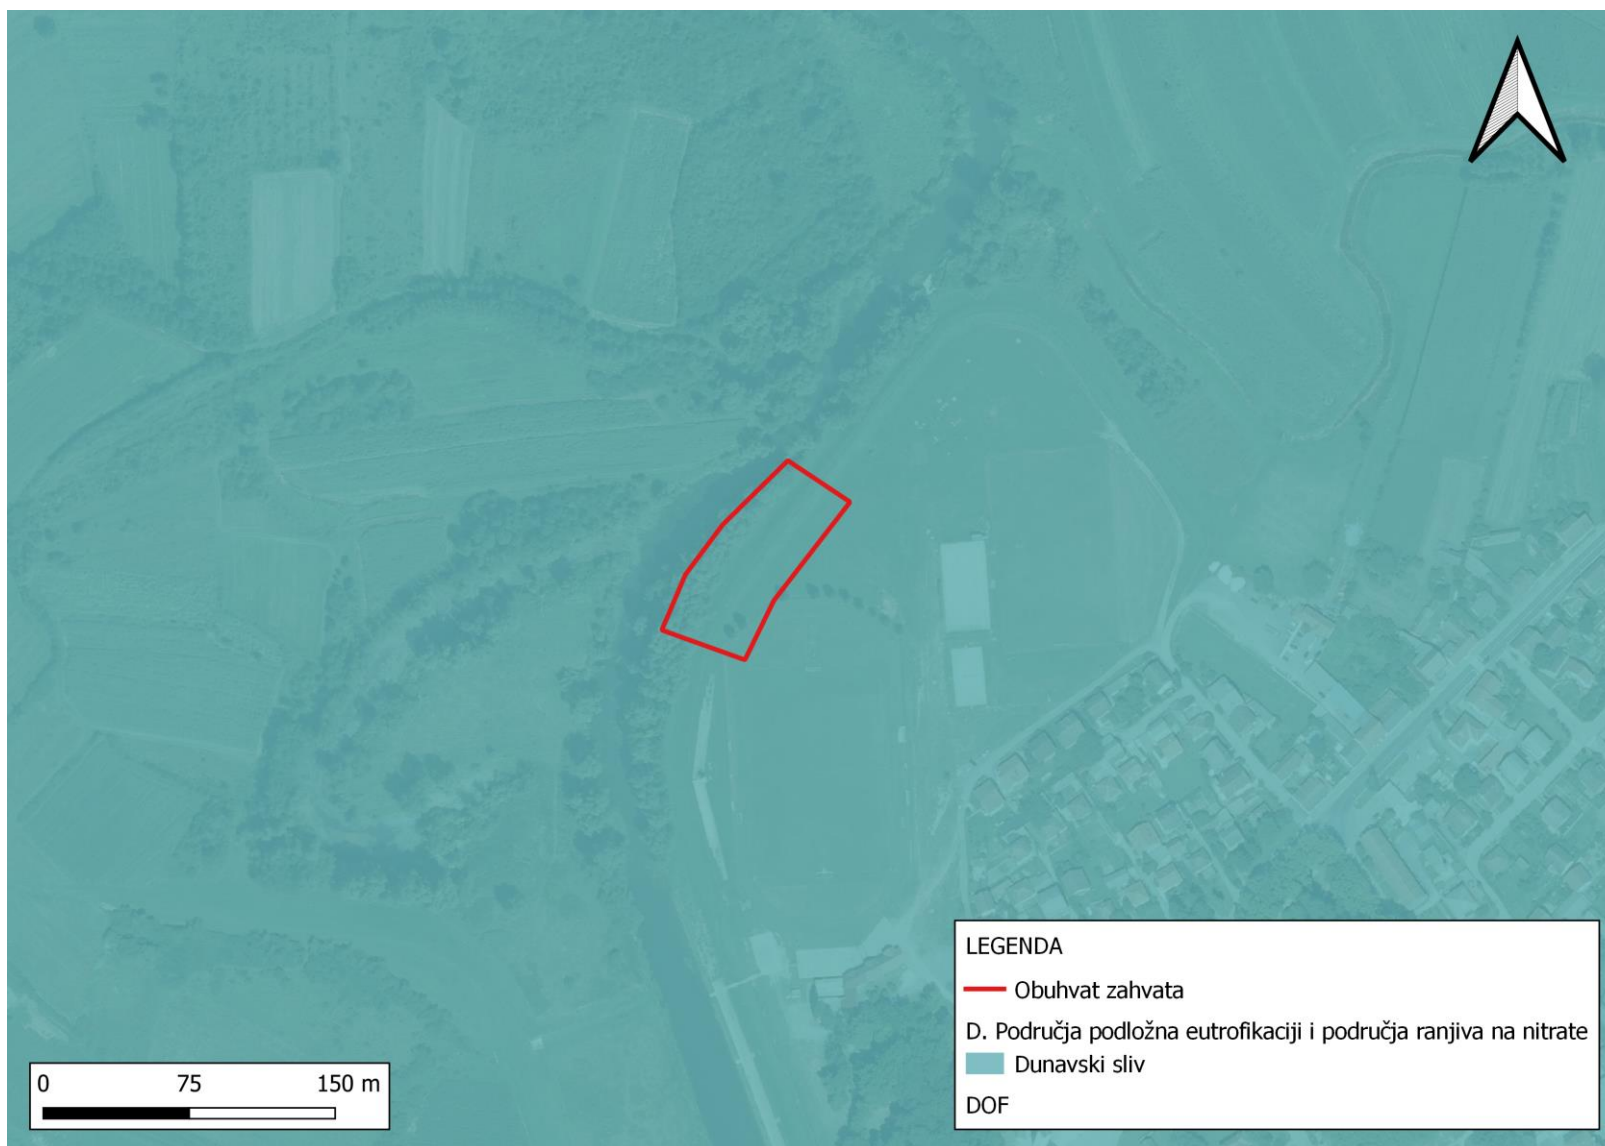 LEGENDA
Obuhvat zahvata
D. Područja podložna eutrofikaciji i područja ranjiva na nitrate
Dunavski sliv
DOF
0 75 150 m